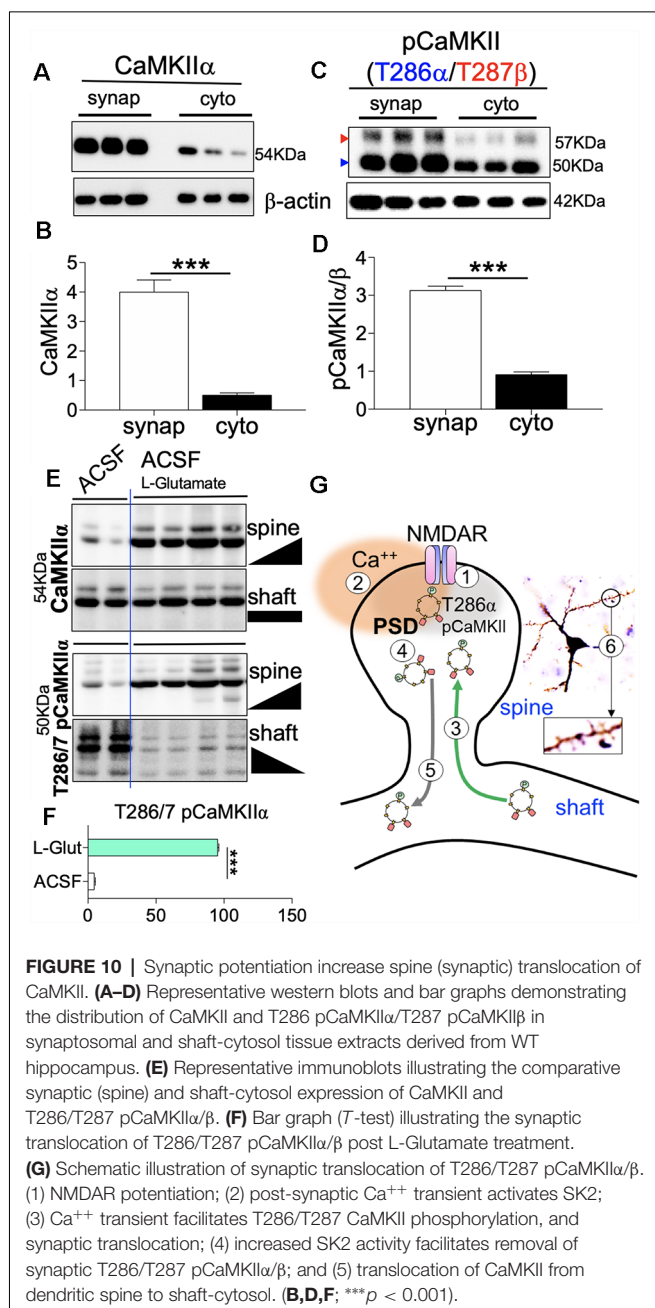 A
CaMKIIα
synap cyto
54KDa
β-actin
C
pCaMKII
(T286α/T287β)
synap cyto
57KDa
50KDa
42KDa
B
CaMKIIα
5
4
3
2
1
0
***
synap cyto
D
pCaMKIIα/β
4
3
2
1
0
***
synap cyto
E
ACSF
ACSF
L-Glutamate
54KDa
CaMKIIα
spine
shaft
50KDa
T286/7 pCaMKIIα
spine
shaft
F
T286/7 pCaMKIIα
L-Glut
ACSF
***
0 50 100 150
G
NMDAR
Ca++
1
2
P
T286α
pCaMKII
PSD
4
P
P
6
spine
3
5
P
P
shaft
FIGURE 10 | Synaptic potentiation increase spine (synaptic) translocation of
CaMKII. (A–D) Representative western blots and bar graphs demonstrating
the distribution of CaMKII and T286 pCaMKIIα/T287 pCaMKIIβ in
synaptosomal and shaft-cytosol tissue extracts derived from WT
hippocampus. (E) Representative immunoblots illustrating the comparative
synaptic (spine) and shaft-cytosol expression of CaMKII and
T286/T287 pCaMKIIα/β. (F) Bar graph (T-test) illustrating the synaptic
translocation of T286/T287 pCaMKIIα/β post L-Glutamate treatment.
(G) Schematic illustration of synaptic translocation of T286/T287 pCaMKIIα/β.
(1) NMDAR potentiation; (2) post-synaptic Ca++ transient activates SK2;
(3) Ca++ transient facilitates T286/T287 CaMKII phosphorylation, and
synaptic translocation; (4) increased SK2 activity facilitates removal of
synaptic T286/T287 pCaMKIIα/β; and (5) translocation of CaMKII from
dendritic spine to shaft-cytosol. (B,D,F; ***p < 0.001).